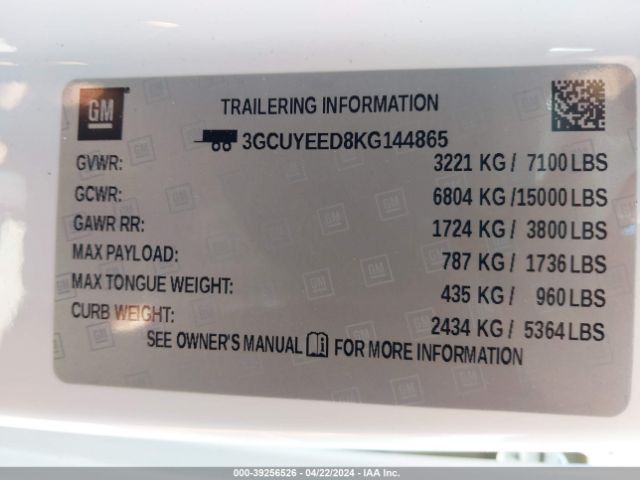 GM
TRAILERING INFORMATION
3GCUYEED8KG144865
GVWR: 3221 KG / 7100 LBS
GCWR: 6804 KG /15000 LBS
GAWR RR: 1724 KG / 3800 LBS
MAX PAYLOAD: 787 KG / 1736 LBS
MAX TONGUE WEIGHT: 435 KG / 960 LBS
CURB WEIGHT: 2434 KG / 5364 LBS
SEE OWNER'S MANUAL FOR MORE INFORMATION
000-39256526 - 04/22/2024 - IAAI.com